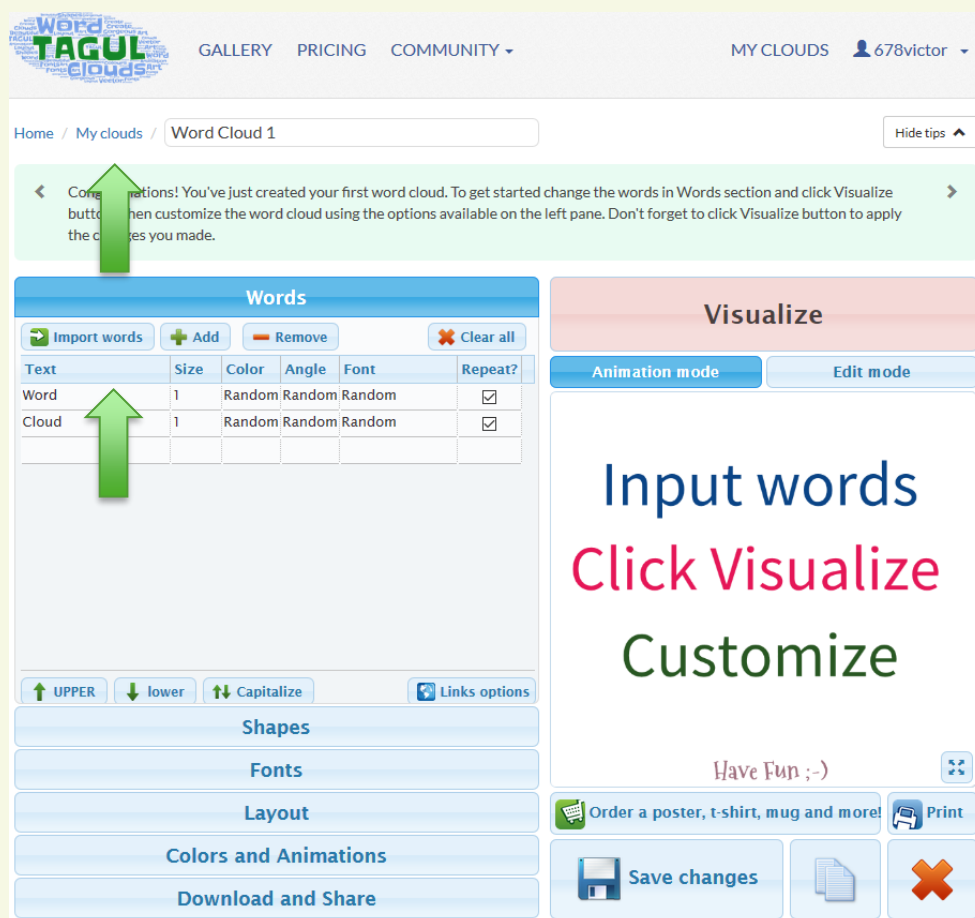 Word
TAGUL
Clouds
GALLERY PRICING COMMUNITY
MY CLOUDS 678victor
Home / My clouds / Word Cloud 1
Hide tips
Con ations! You've just created your first word cloud. To get started change the words in Words section and click Visualize
butto hen customize the word cloud using the options available on the left pane. Don't forget to click Visualize button to apply
the c es you made.
Words
Visualize
Import words Add Remove Clear all
Animation mode Edit mode
Text Size Color Angle Font Repeat?
Word 1 Random Random Random
Cloud 1 Random Random Random
Input words
Click Visualize
Customize
Have Fun ;-)
UPPER lower Capitalize Links options
Shapes
Fonts
Layout
Colors and Animations
Download and Share
Order a poster, t-shirt, mug and more! Print
Save changes